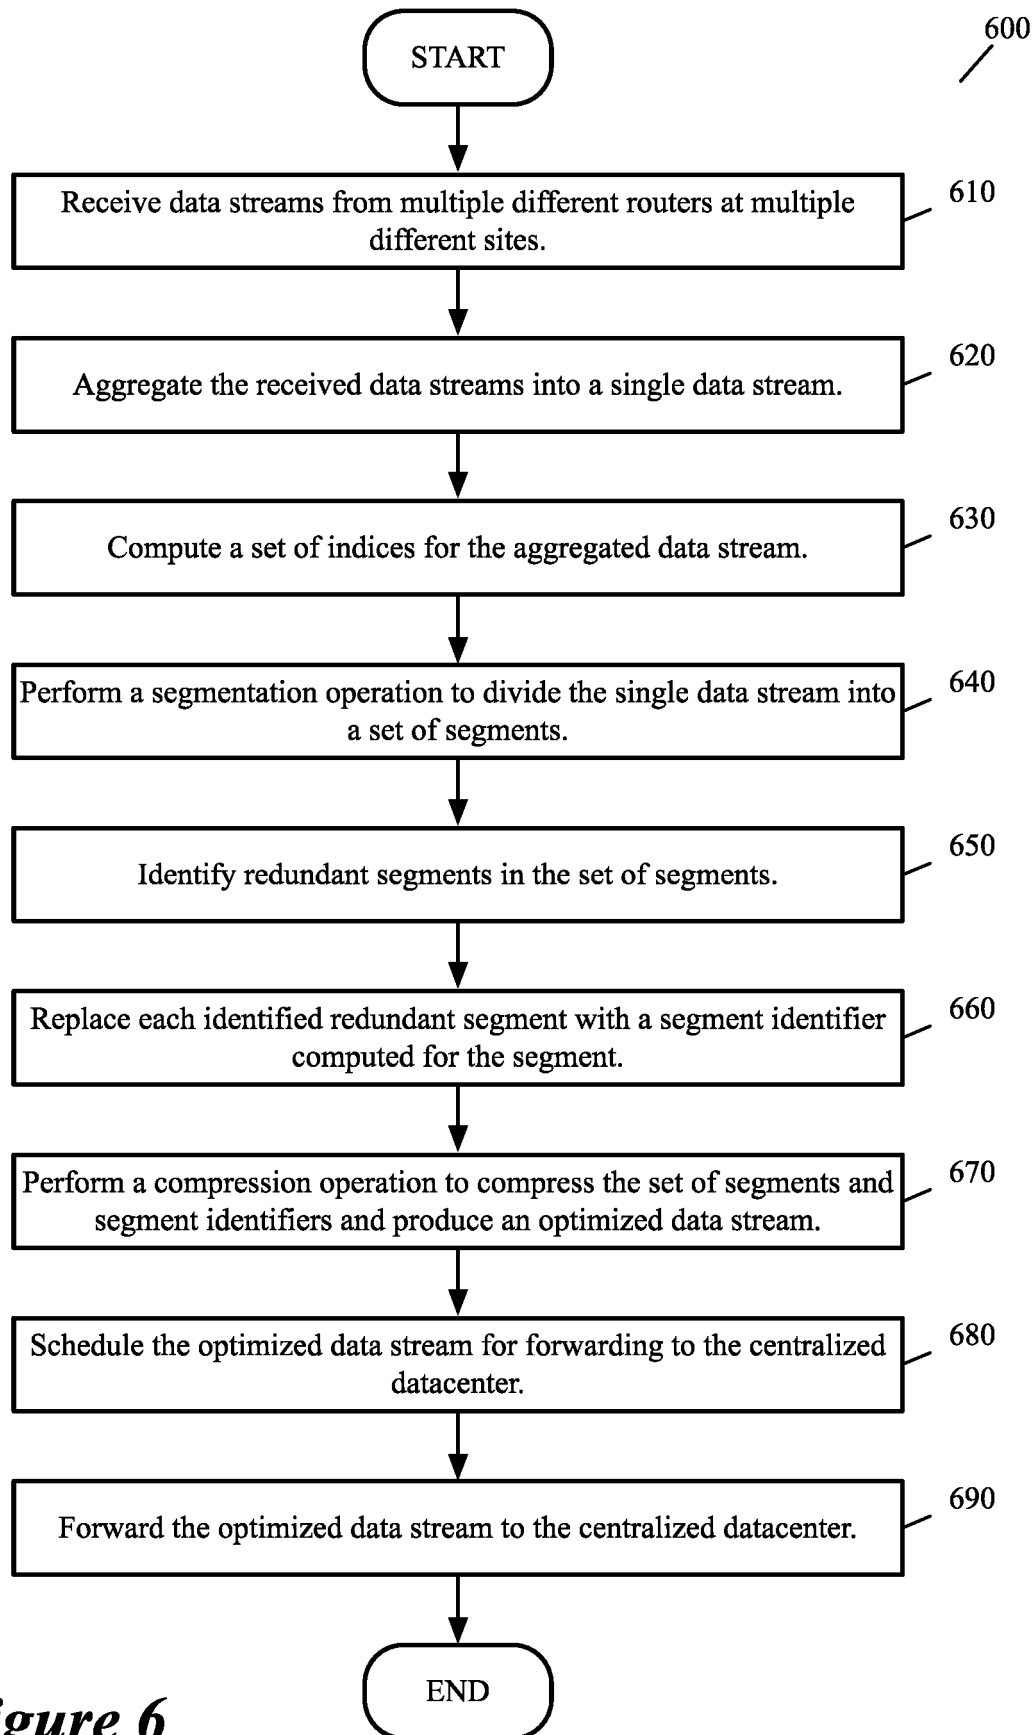 START
600
Receive data streams from multiple different routers at multiple
different sites.
610
Aggregate the received data streams into a single data stream.
620
Compute a set of indices for the aggregated data stream.
630
Perform a segmentation operation to divide the single data stream into
a set of segments.
640
Identify redundant segments in the set of segments.
650
Replace each identified redundant segment with a segment identifier
computed for the segment.
660
Perform a compression operation to compress the set of segments and
segment identifiers and produce an optimized data stream.
670
Schedule the optimized data stream for forwarding to the centralized
datacenter.
680
Forward the optimized data stream to the centralized datacenter.
690
END
igure 6